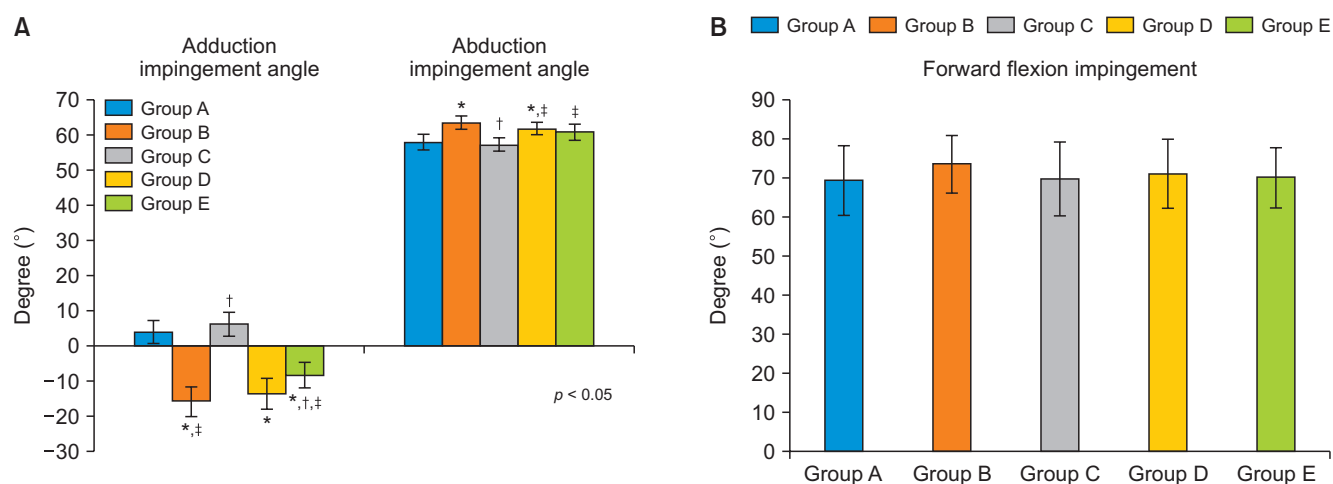 A
Adduction
impingement angle
Abduction
impingement angle
Degree (°)
70
60
50
40
30
20
10
0
−10
−20
−30
Group A
Group B
Group C
Group D
Group E
†
*,‡
*
*,†,‡
*
†
*,‡
‡
p < 0.05
B
Group A Group B Group C Group D Group E
Forward flexion impingement
Degree (°)
90
80
70
60
50
40
30
20
10
0
Group A Group B Group C Group D Group E